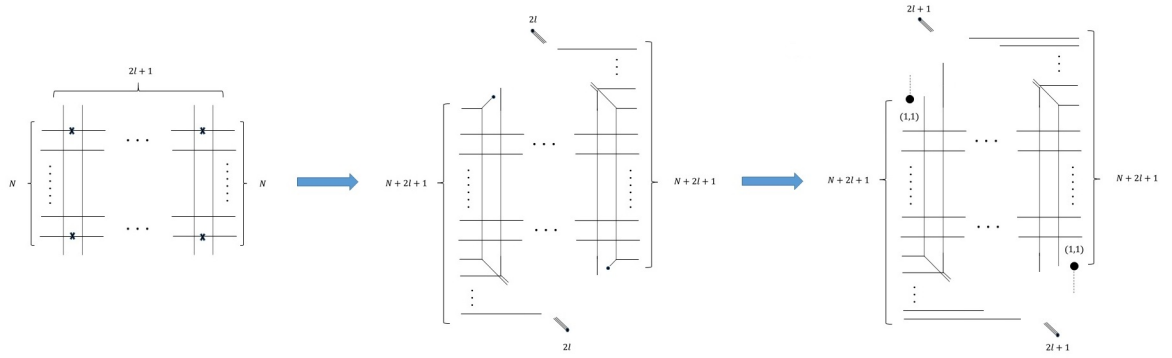 2l + 1
N
N
2l
N + 2l + 1
N + 2l + 1
2l
2l + 1
(1,1)
N + 2l + 1
N + 2l + 1
(1,1)
2l + 1